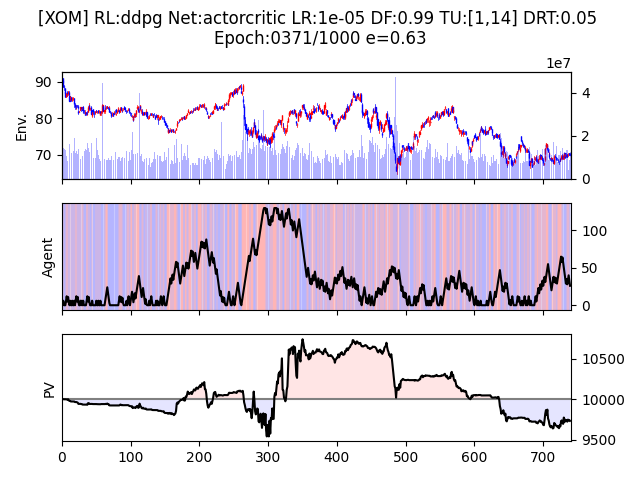 [XOM] RL:ddpg Net:actorcritic LR:1e-05 DF:0.99 TU:[1,14] DRT:0.05
Epoch:0371/1000 e=0.63
1e7
90
80
70
Env.
4
2
0
Agent
100
50
0
PV
10500
10000
9500
0 100 200 300 400 500 600 700